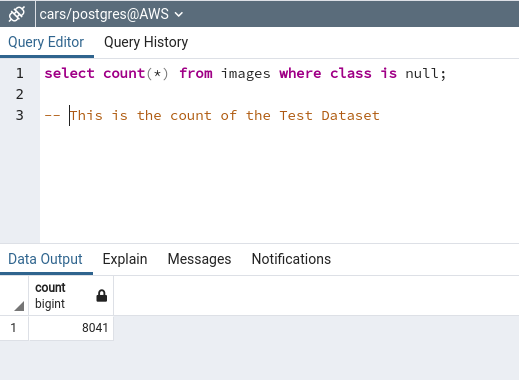 cars/postgres@AWS
Query Editor Query History
1 select count(*) from images where class is null;
2
3 -- This is the count of the Test Dataset
Data Output Explain Messages Notifications
count
bigint
1 8041